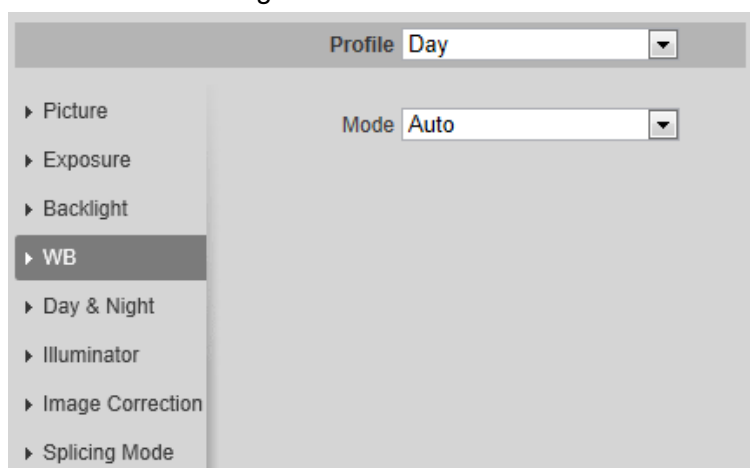 Profile Day
Picture
Mode Auto
Exposure
Backlight
WB
Day & Night
Illuminator
Image Correction
Splicing Mode